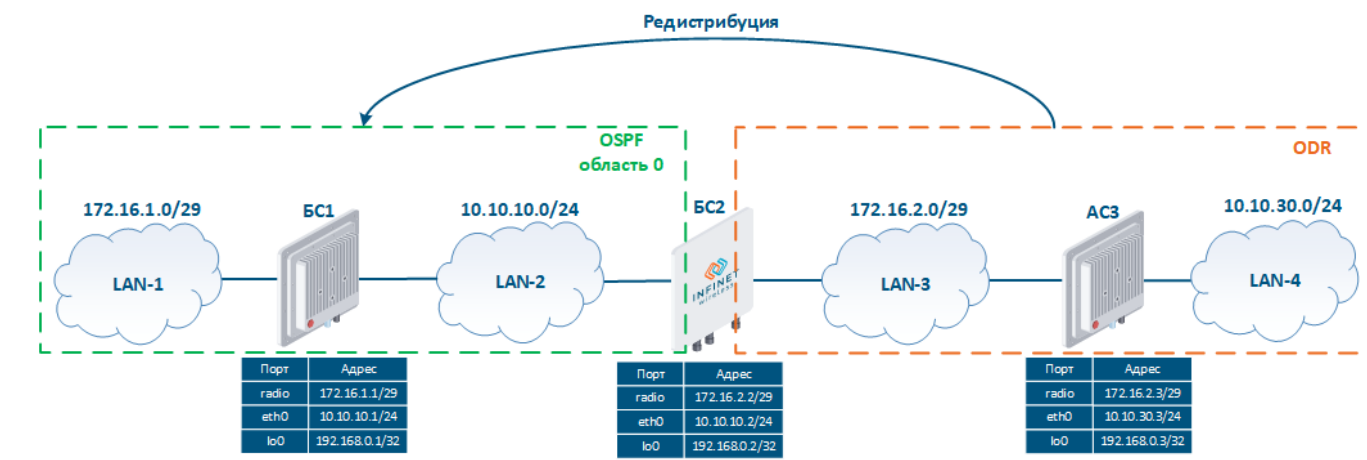 Редистрибуция
OSPF
область 0
ODR
172.16.1.0/29
БС1
10.10.10.0/24
БС2
172.16.2.0/29
АС3
10.10.30.0/24
LAN-1
LAN-2
INFINET
wireless
LAN-3
LAN-4
Порт Адрес
radio 172.16.1.1/29
eth0 10.10.10.1/24
lo0 192.168.0.1/32
Порт Адрес
radio 172.16.2.2/29
eth0 10.10.10.2/24
lo0 192.168.0.2/32
Порт Адрес
radio 172.16.2.3/29
eth0 10.10.30.3/24
lo0 192.168.0.3/32